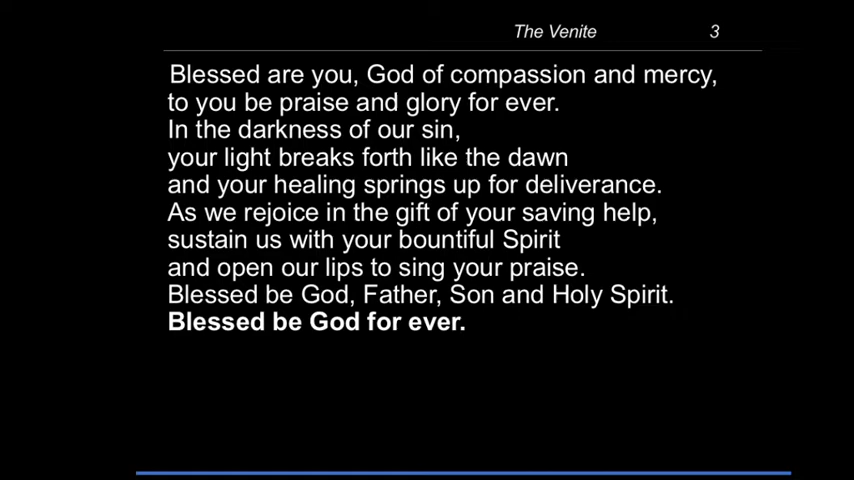 The Venite 3
Blessed are you, God of compassion and mercy,
to you be praise and glory for ever.
In the darkness of our sin,
your light breaks forth like the dawn
and your healing springs up for deliverance.
As we rejoice in the gift of your saving help,
sustain us with your bountiful Spirit
and open our lips to sing your praise.
Blessed be God, Father, Son and Holy Spirit.
Blessed be God for ever.